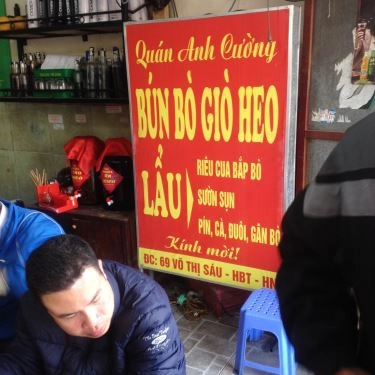 Quán Anh Cường
BÚN BÒ GIÒ HEO
LẨU
RIÊU CUA BẮP BÒ
SƯỜN SỤN
PÍN, CÀ, ĐUÔI, GÂN BÒ
Kính mời!
ĐC: 69 VÕ THỊ SÁU - HBT - HN